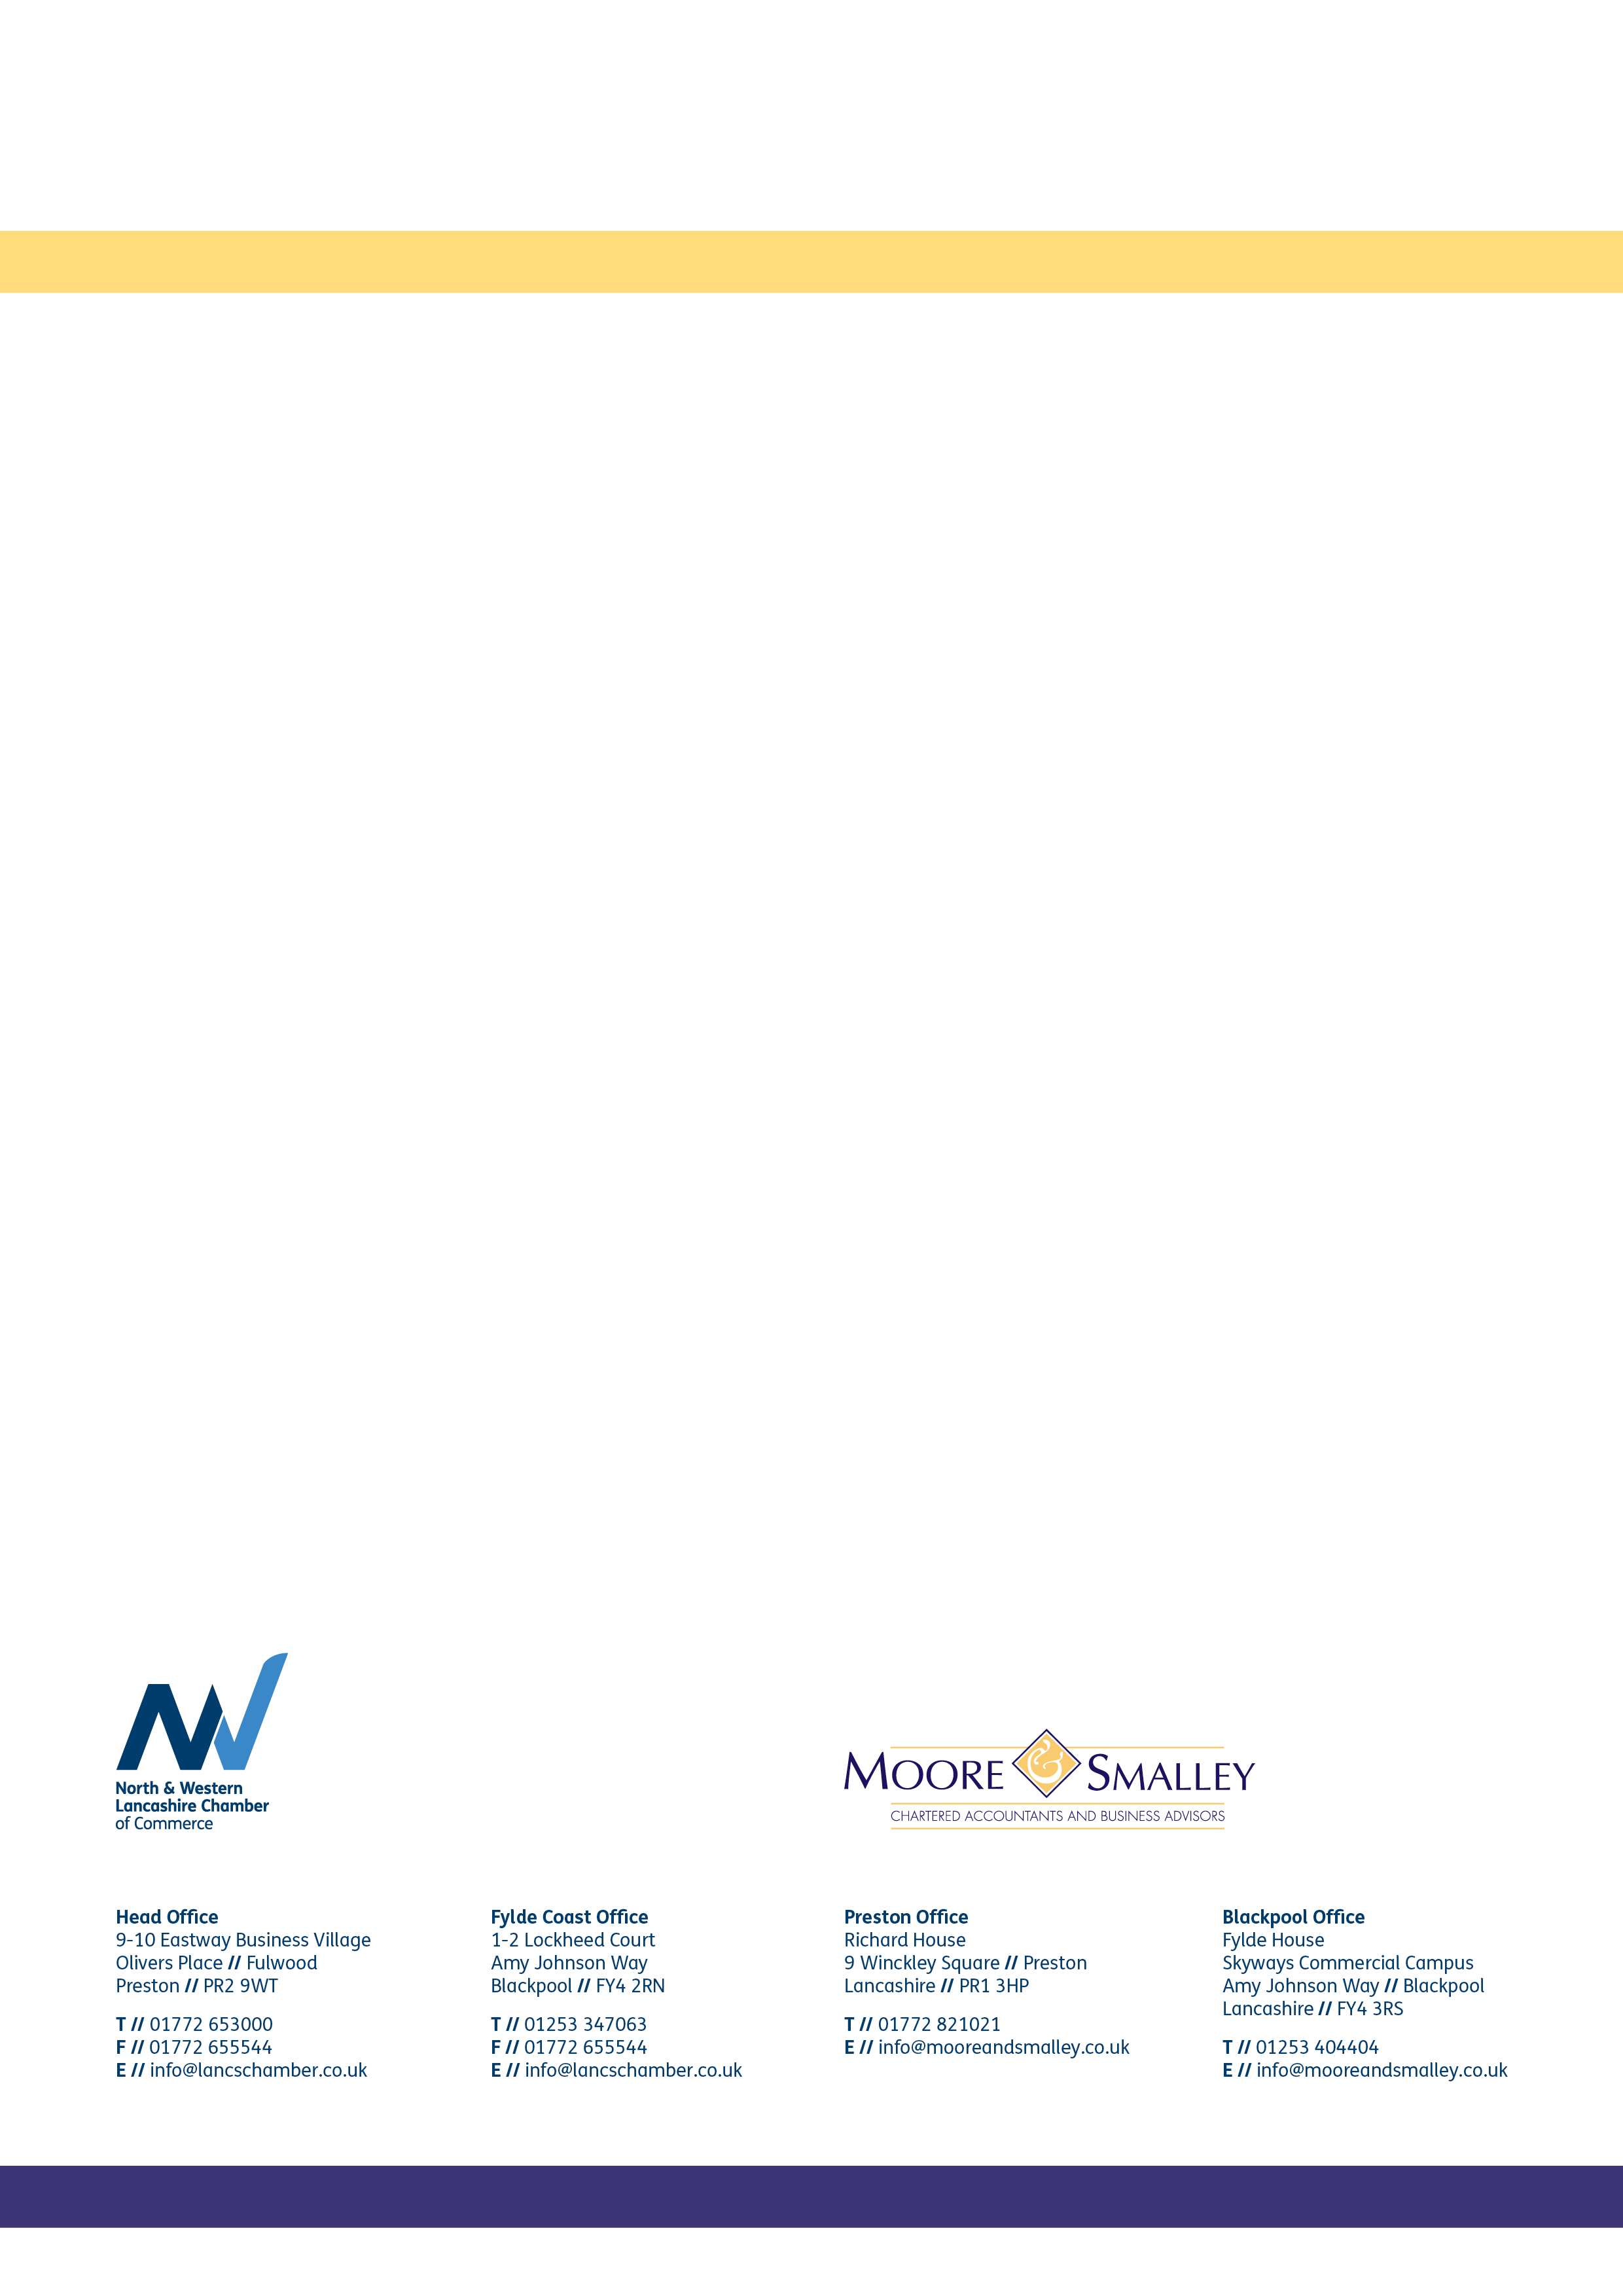 North & Western
Lancashire Chamber
of Commerce
MOORE & SMALLEY
CHARTERED ACCOUNTANTS AND BUSINESS ADVISORS
Head Office
9-10 Eastway Business Village
Olivers Place // Fulwood
Preston // PR2 9WT
T // 01772 653000
F // 01772 655544
E // info@lancschamber.co.uk
Fylde Coast Office
1-2 Lockheed Court
Amy Johnson Way
Blackpool // FY4 2RN
T // 01253 347063
F // 01772 655544
E // info@lancschamber.co.uk
Preston Office
Richard House
9 Winckley Square // Preston
Lancashire // PR1 3HP
T // 01772 821021
E // info@mooreandsmalley.co.uk
Blackpool Office
Fylde House
Skyways Commercial Campus
Amy Johnson Way // Blackpool
Lancashire // FY4 3RS
T // 01253 404404
E // info@mooreandsmalley.co.uk